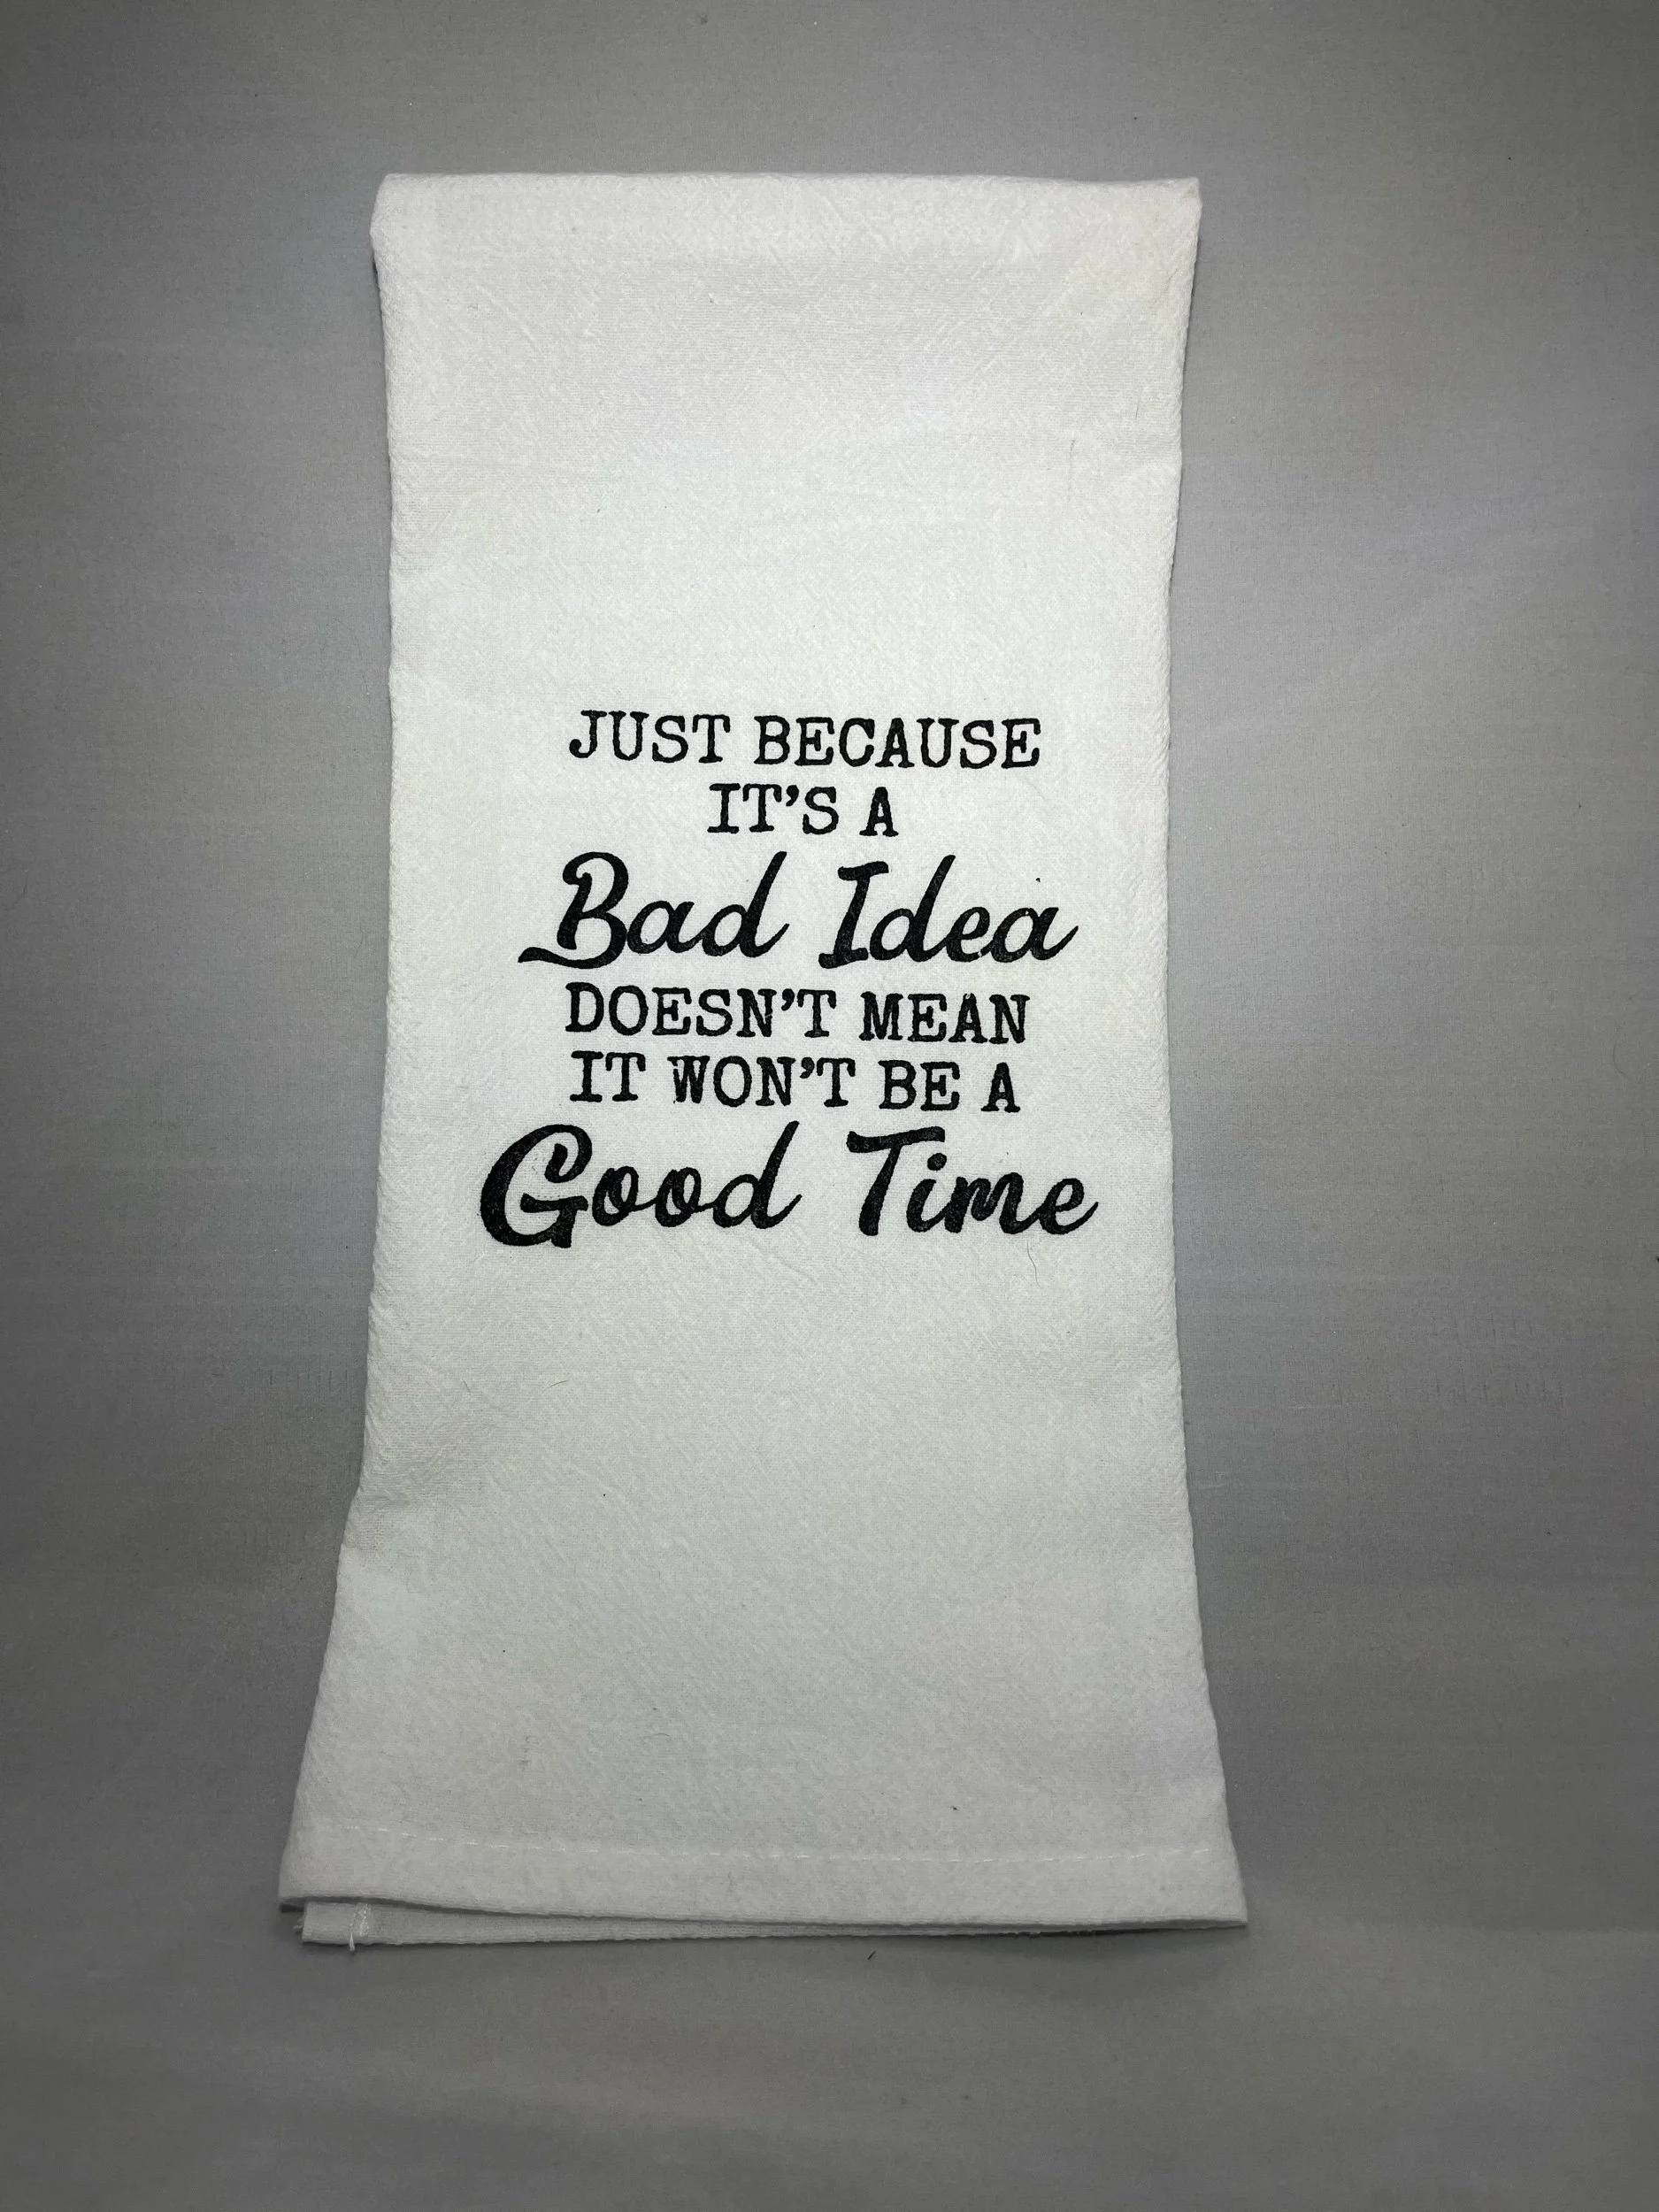 JUST BECAUSE
IT’S A
Bad Idea
DOESN’T MEAN
IT WON’T BE A
Good Time